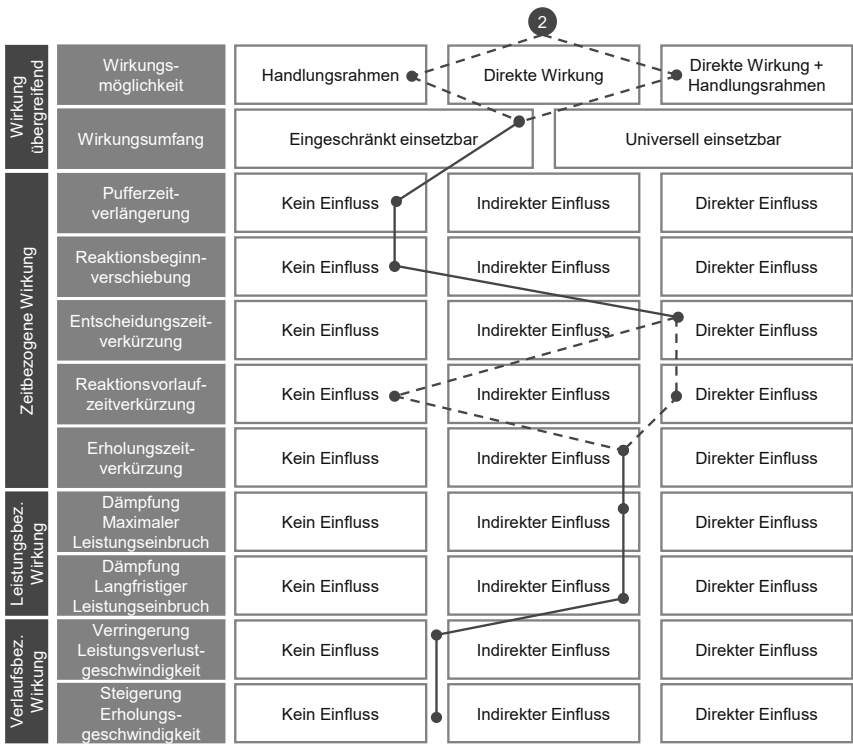 2
Wirkung
übergreifend
Wirkungs-
möglichkeit
Handlungsrahmen
Direkte Wirkung
Direkte Wirkung +
Handlungsrahmen
Wirkungsumfang
Eingeschränkt einsetzbar
Universell einsetzbar
Zeitbezogene Wirkung
Pufferzeit-
verlängerung
Kein Einfluss
Indirekter Einfluss
Direkter Einfluss
Reaktionsbeginn-
verschiebung
Kein Einfluss
Indirekter Einfluss
Direkter Einfluss
Entscheidungszeit-
verkürzung
Kein Einfluss
Indirekter Einfluss
Direkter Einfluss
Reaktionsvorlauf-
zeitverkürzung
Kein Einfluss
Indirekter Einfluss
Direkter Einfluss
Erholungszeit-
verkürzung
Kein Einfluss
Indirekter Einfluss
Direkter Einfluss
Leistungsbez.
Wirkung
Dämpfung
Maximaler
Leistungseinbruch
Kein Einfluss
Indirekter Einfluss
Direkter Einfluss
Dämpfung
Langfristiger
Leistungseinbruch
Kein Einfluss
Indirekter Einfluss
Direkter Einfluss
Verlaufsbez.
Wirkung
Verringerung
Leistungsverlust-
geschwindigkeit
Kein Einfluss
Indirekter Einfluss
Direkter Einfluss
Steigerung
Erholungs-
geschwindigkeit
Kein Einfluss
Indirekter Einfluss
Direkter Einfluss